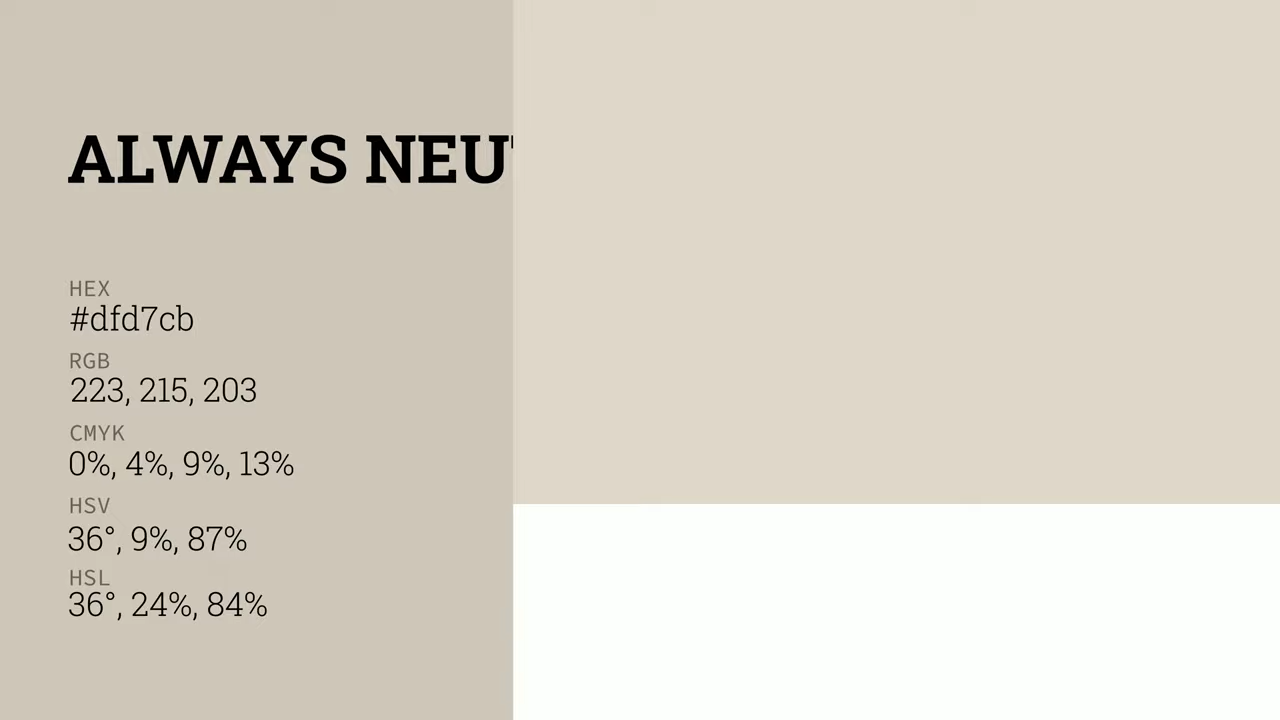 ALWAYS NEU
HEX
#dfd7cb
RGB
223, 215, 203
CMYK
0%, 4%, 9%, 13%
HSV
36°, 9%, 87%
HSL
36°, 24%, 84%